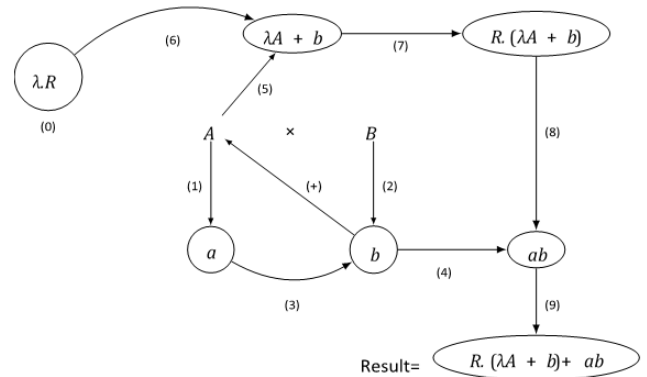 (6) λA + b (7) R. (λA + b)
λ.R
(0) (5)
A × B (8)
(1) (+) (2)
a b (4) ab
(3) (9)
Result= R. (λA + b)+ ab